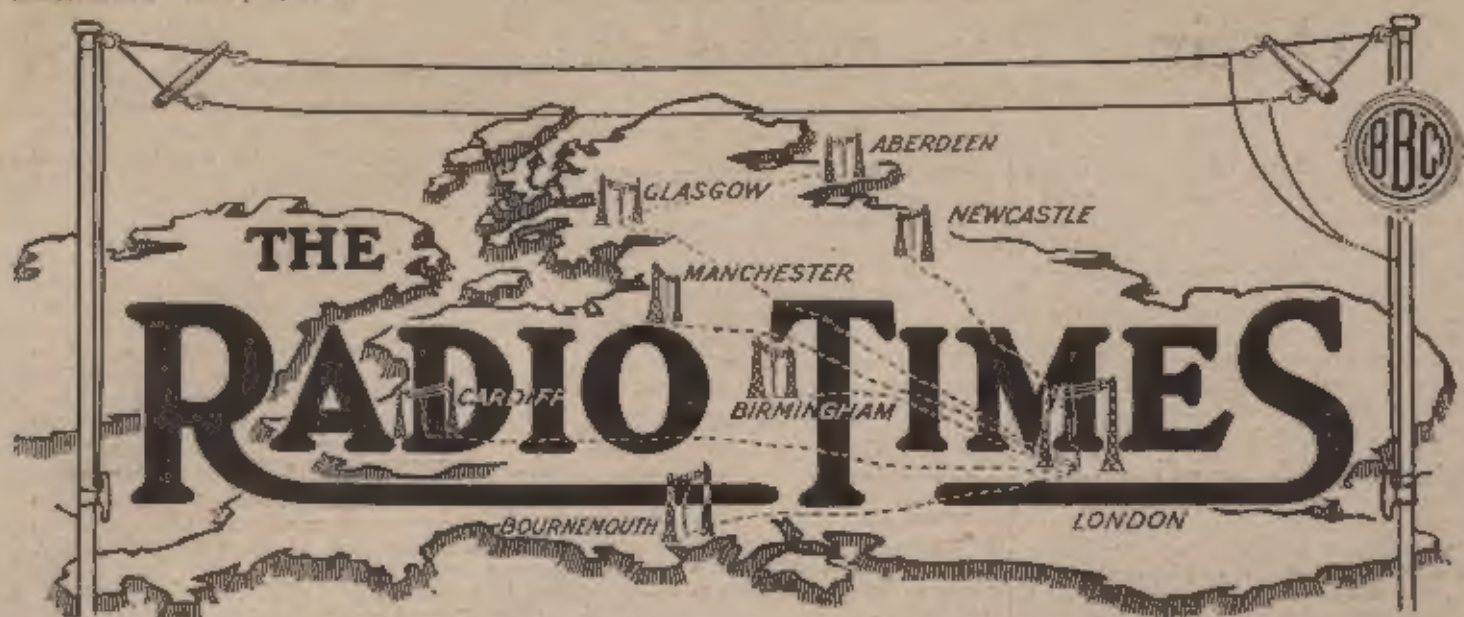 BBC
ABERDEEN
GLASGOW
NEWCASTLE
THE
MANCHESTER
RADIO TIMES
CARDIFF
BIRMINGHAM
BOURNEMOUTH
LONDON